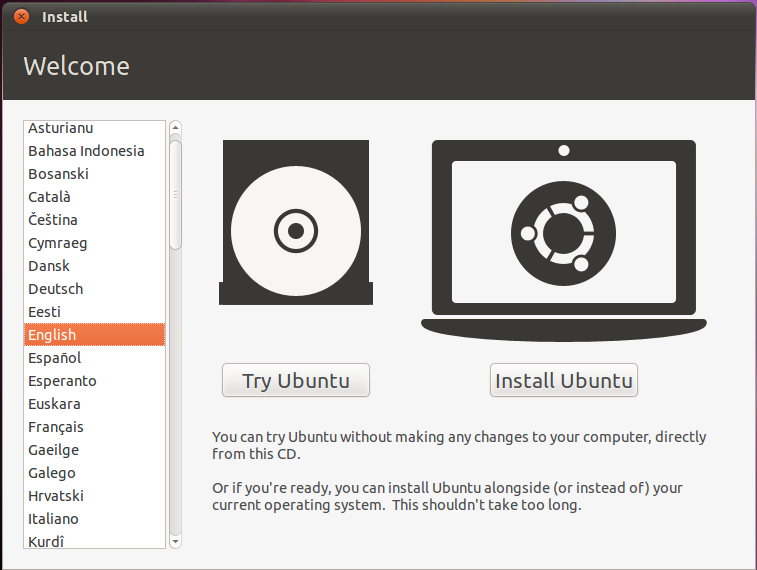 Install
Welcome
Asturianu
Bahasa Indonesia
Bosanski
Català
Čeština
Cymraeg
Dansk
Deutsch
Eesti
English
Español
Esperanto
Euskara
Français
Gaeilge
Galego
Hrvatski
Italiano
Kurdî
Try Ubuntu
Install Ubuntu
You can try Ubuntu without making any changes to your computer, directly
from this CD.
Or if you're ready, you can install Ubuntu alongside (or instead of) your
current operating system.  This shouldn't take too long.